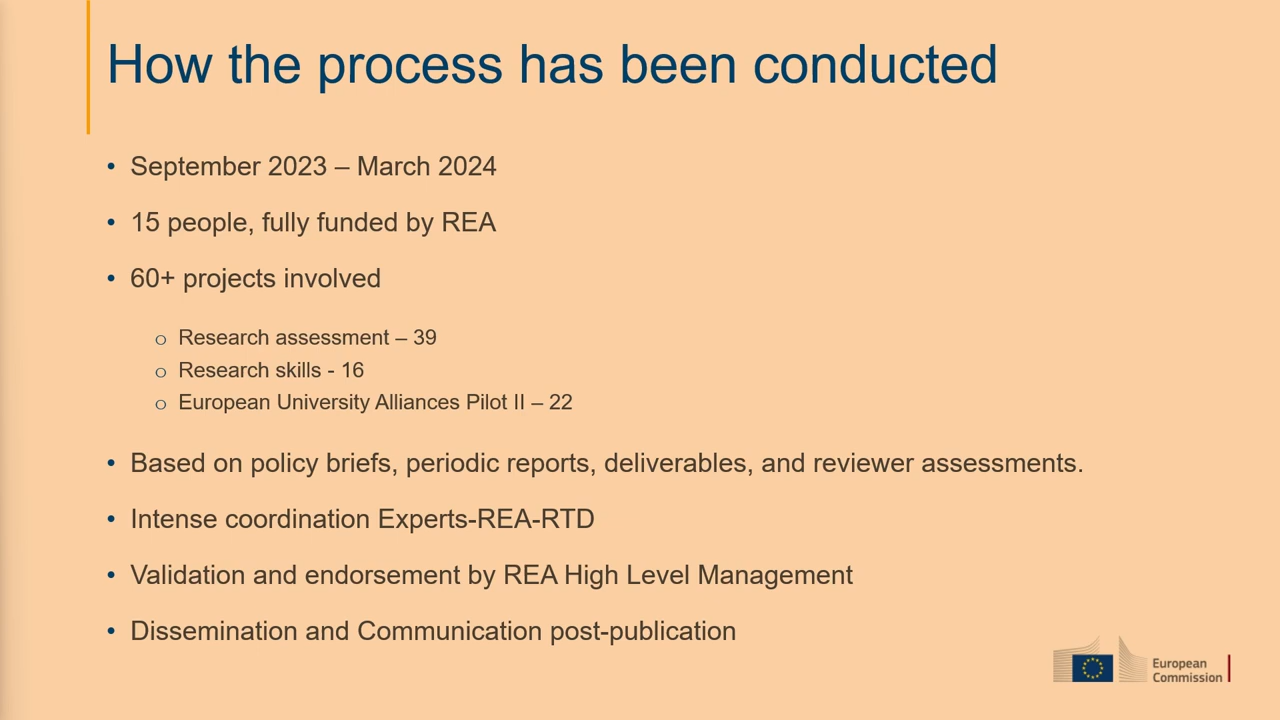 How the process has been conducted
• September 2023 – March 2024
• 15 people, fully funded by REA
• 60+ projects involved
o Research assessment – 39
o Research skills - 16
o European University Alliances Pilot II – 22
• Based on policy briefs, periodic reports, deliverables, and reviewer assessments.
• Intense coordination Experts-REA-RTD
• Validation and endorsement by REA High Level Management
• Dissemination and Communication post-publication
European
Commission